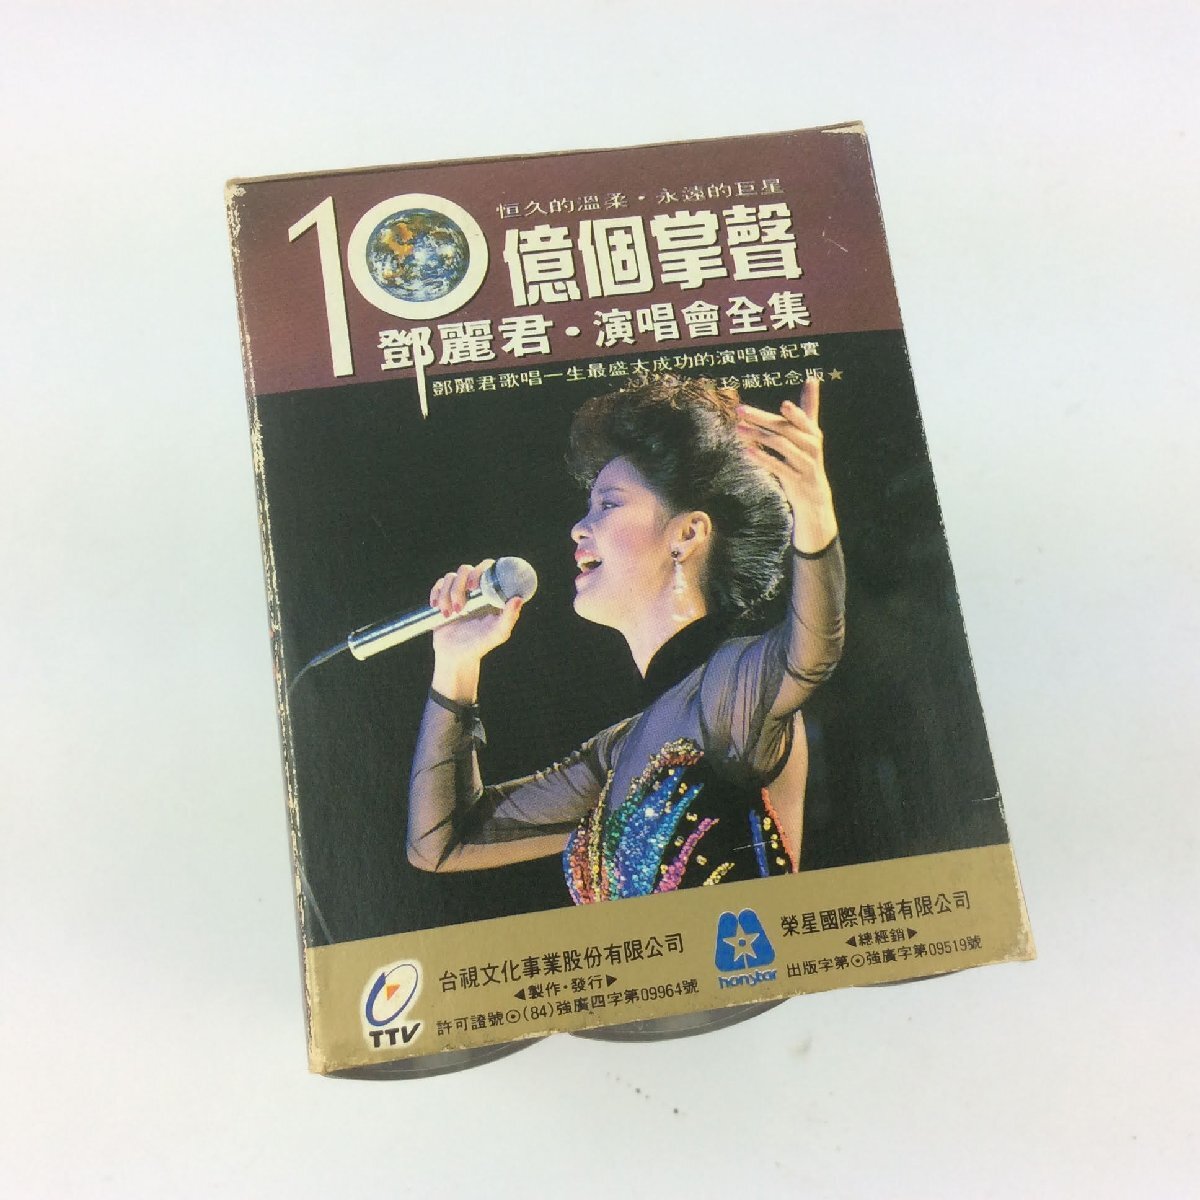 恒久的溫柔・永遠的巨星
10億個掌聲
鄧麗君・演唱會全集
鄧麗君歌唱一生最盛大成功的演唱會紀實
珍藏紀念版★
TTV
台視文化事業股份有限公司
◀製作・發行▶
許可證號⊙(84)強廣四字第09964號
honstar
榮星國際傳播有限公司
◀總經銷▶
出版字第⊙強廣字第09519號